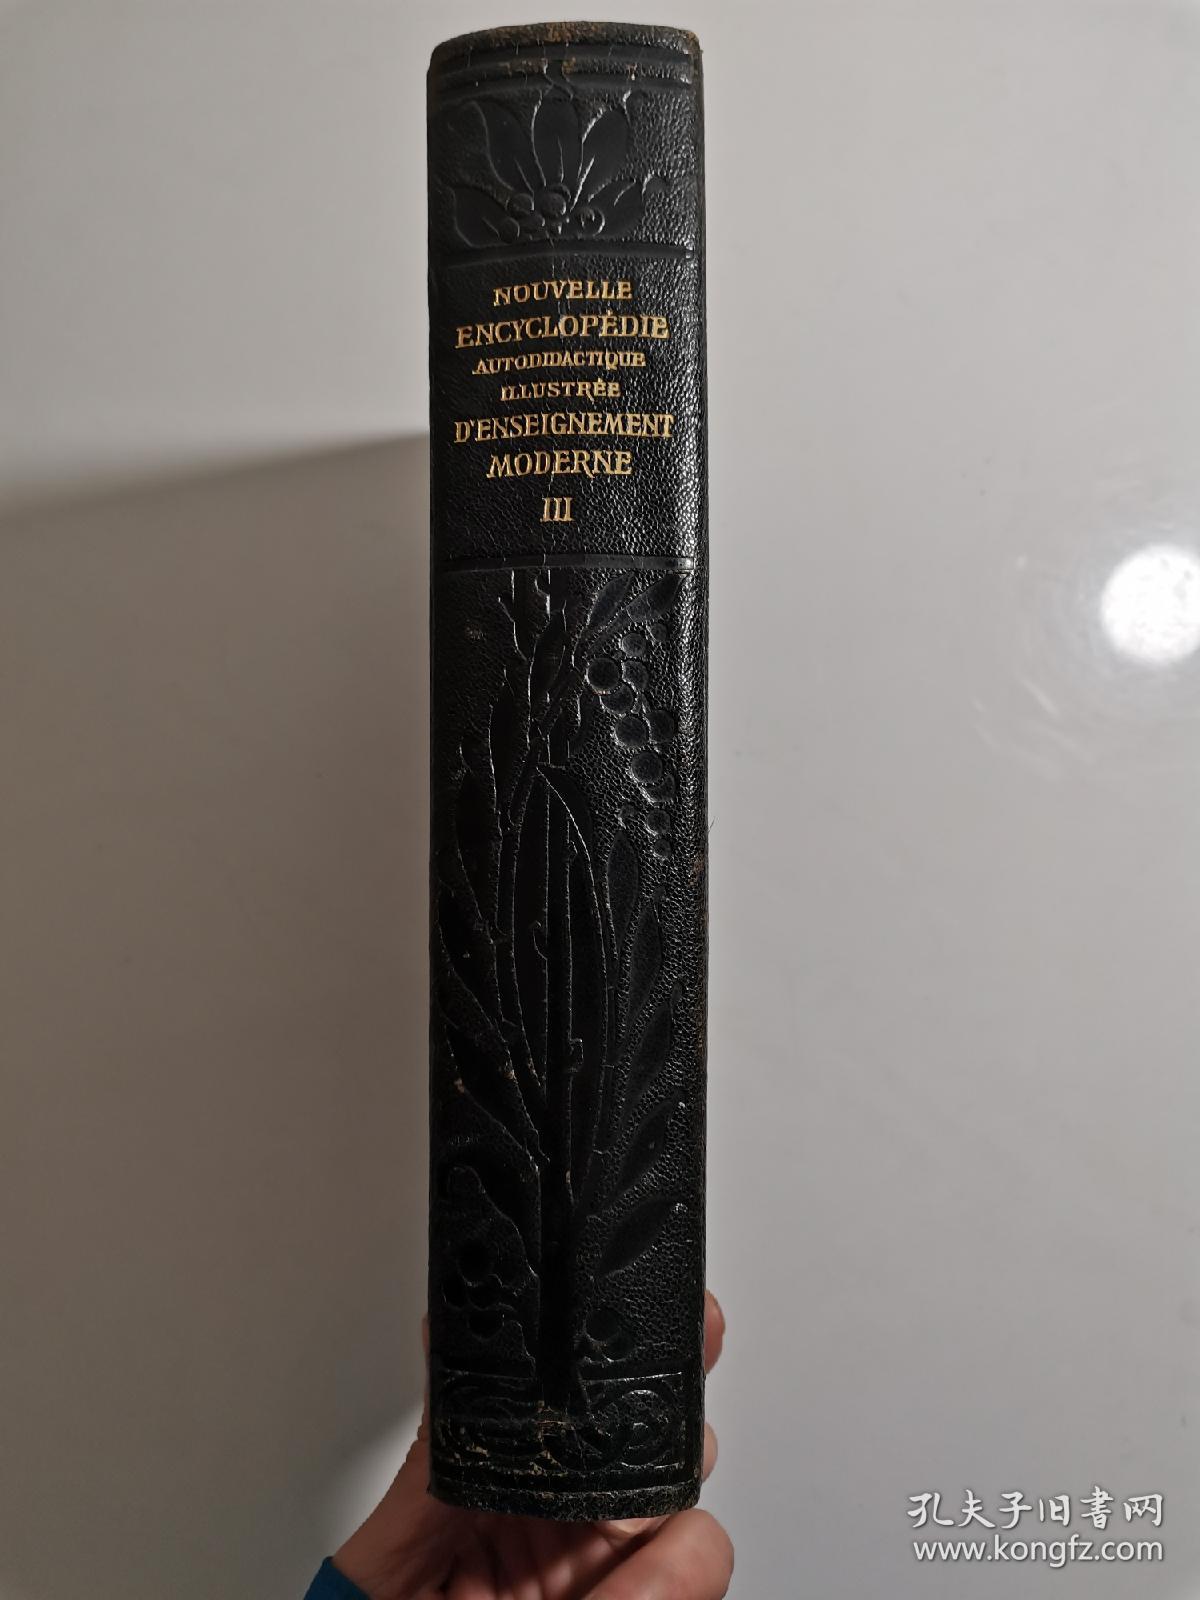 NOUVELLE
ENCYCLOPÉDIE
AUTODIDACTIQUE
ILLUSTRÉE
D'ENSEIGNEMENT
MODERNE
III
孔夫子旧书网
www.kongfz.com